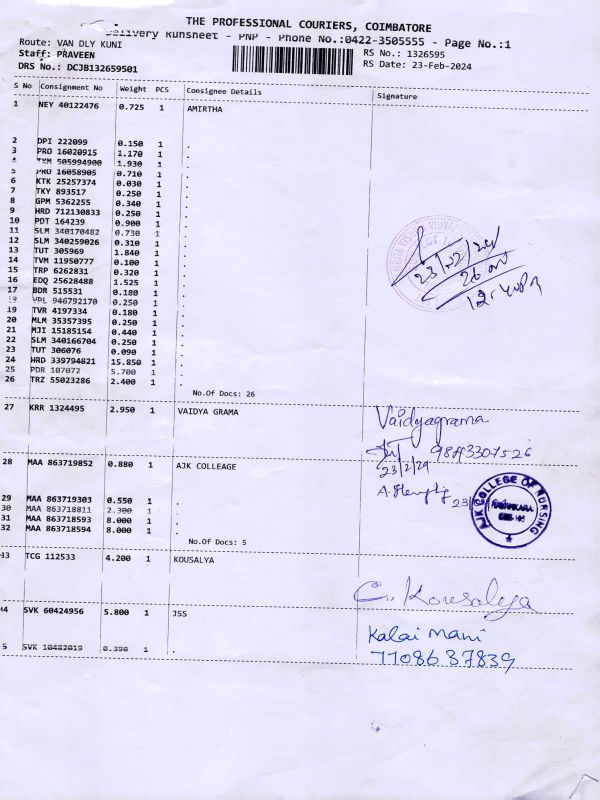 THE PROFESSIONAL COURIERS, COIMBATORE
Delivery Runsheet - PNP - Phone No.:0422-3505555 - Page No.:1
Route: VAN DLY KUNI
RS No.: 1326595
Staff: PRAVEEN
RS Date: 23-Feb-2024
DRS No.: DCJB132659501
S No Consignment No Weight PCS Consignee Details Signature
1 NEY 40122476 0.725 1 AMIRTHA
2 DPI 222099 0.150 1 .
3 PRO 16020915 1.170 1 .
505994900 1.930 1 .
5 PRO 16058905 0.710 1 .
6 KTK 25257374 0.030 1 .
7 TKY 893517 0.250 1 .
8 GPM 5362255 0.340 1 .
9 HRD 712130833 0.250 1 .
10 PDT 164239 0.900 1 .
11 SLM 340170482 0.730 1 .
12 SLM 340259026 0.310 1 .
13 TUT 305969 1.840 1 .
14 TVM 11950777 0.100 1 .
15 TRP 6262831 0.320 1 .
16 EDQ 25628488 1.525 1 .
17 BDR 515531 0.180 1 .
18 VPL 946792170 0.250 1 .
19 TVR 4197334 0.180 1 .
20 MLM 35357395 0.250 1 .
21 MJI 15185154 0.440 1 .
22 SLM 340166704 0.250 1 .
23 TUT 306076 0.090 1 .
24 HRD 339794821 15.850 1 .
25 PDR 107072 5.700 1 .
26 TRZ 55023286 2.400 1 .
26 nos
12.40PM
No.Of Docs: 26
27 KRR 1324495 2.950 1 VAIDYA GRAMA
Vaidyagrama
23/2/24
28 MAA 863719852 0.880 1 AJK COLLEAGE
AJK COLLEGE OF NURSING
29 MAA 863719303 0.550 1 .
30 MAA 863718811 2.300 1 .
31 MAA 863718593 8.000 1 .
32 MAA 863718594 8.000 1 .
No.Of Docs: 5
33 TCG 112533 4.200 1 KOUSALYA
C. Kousalya
34 SVK 60424956 5.800 1 JSS
Kalai mani
7708637839
5 SVK 10482019 0.390 1 .